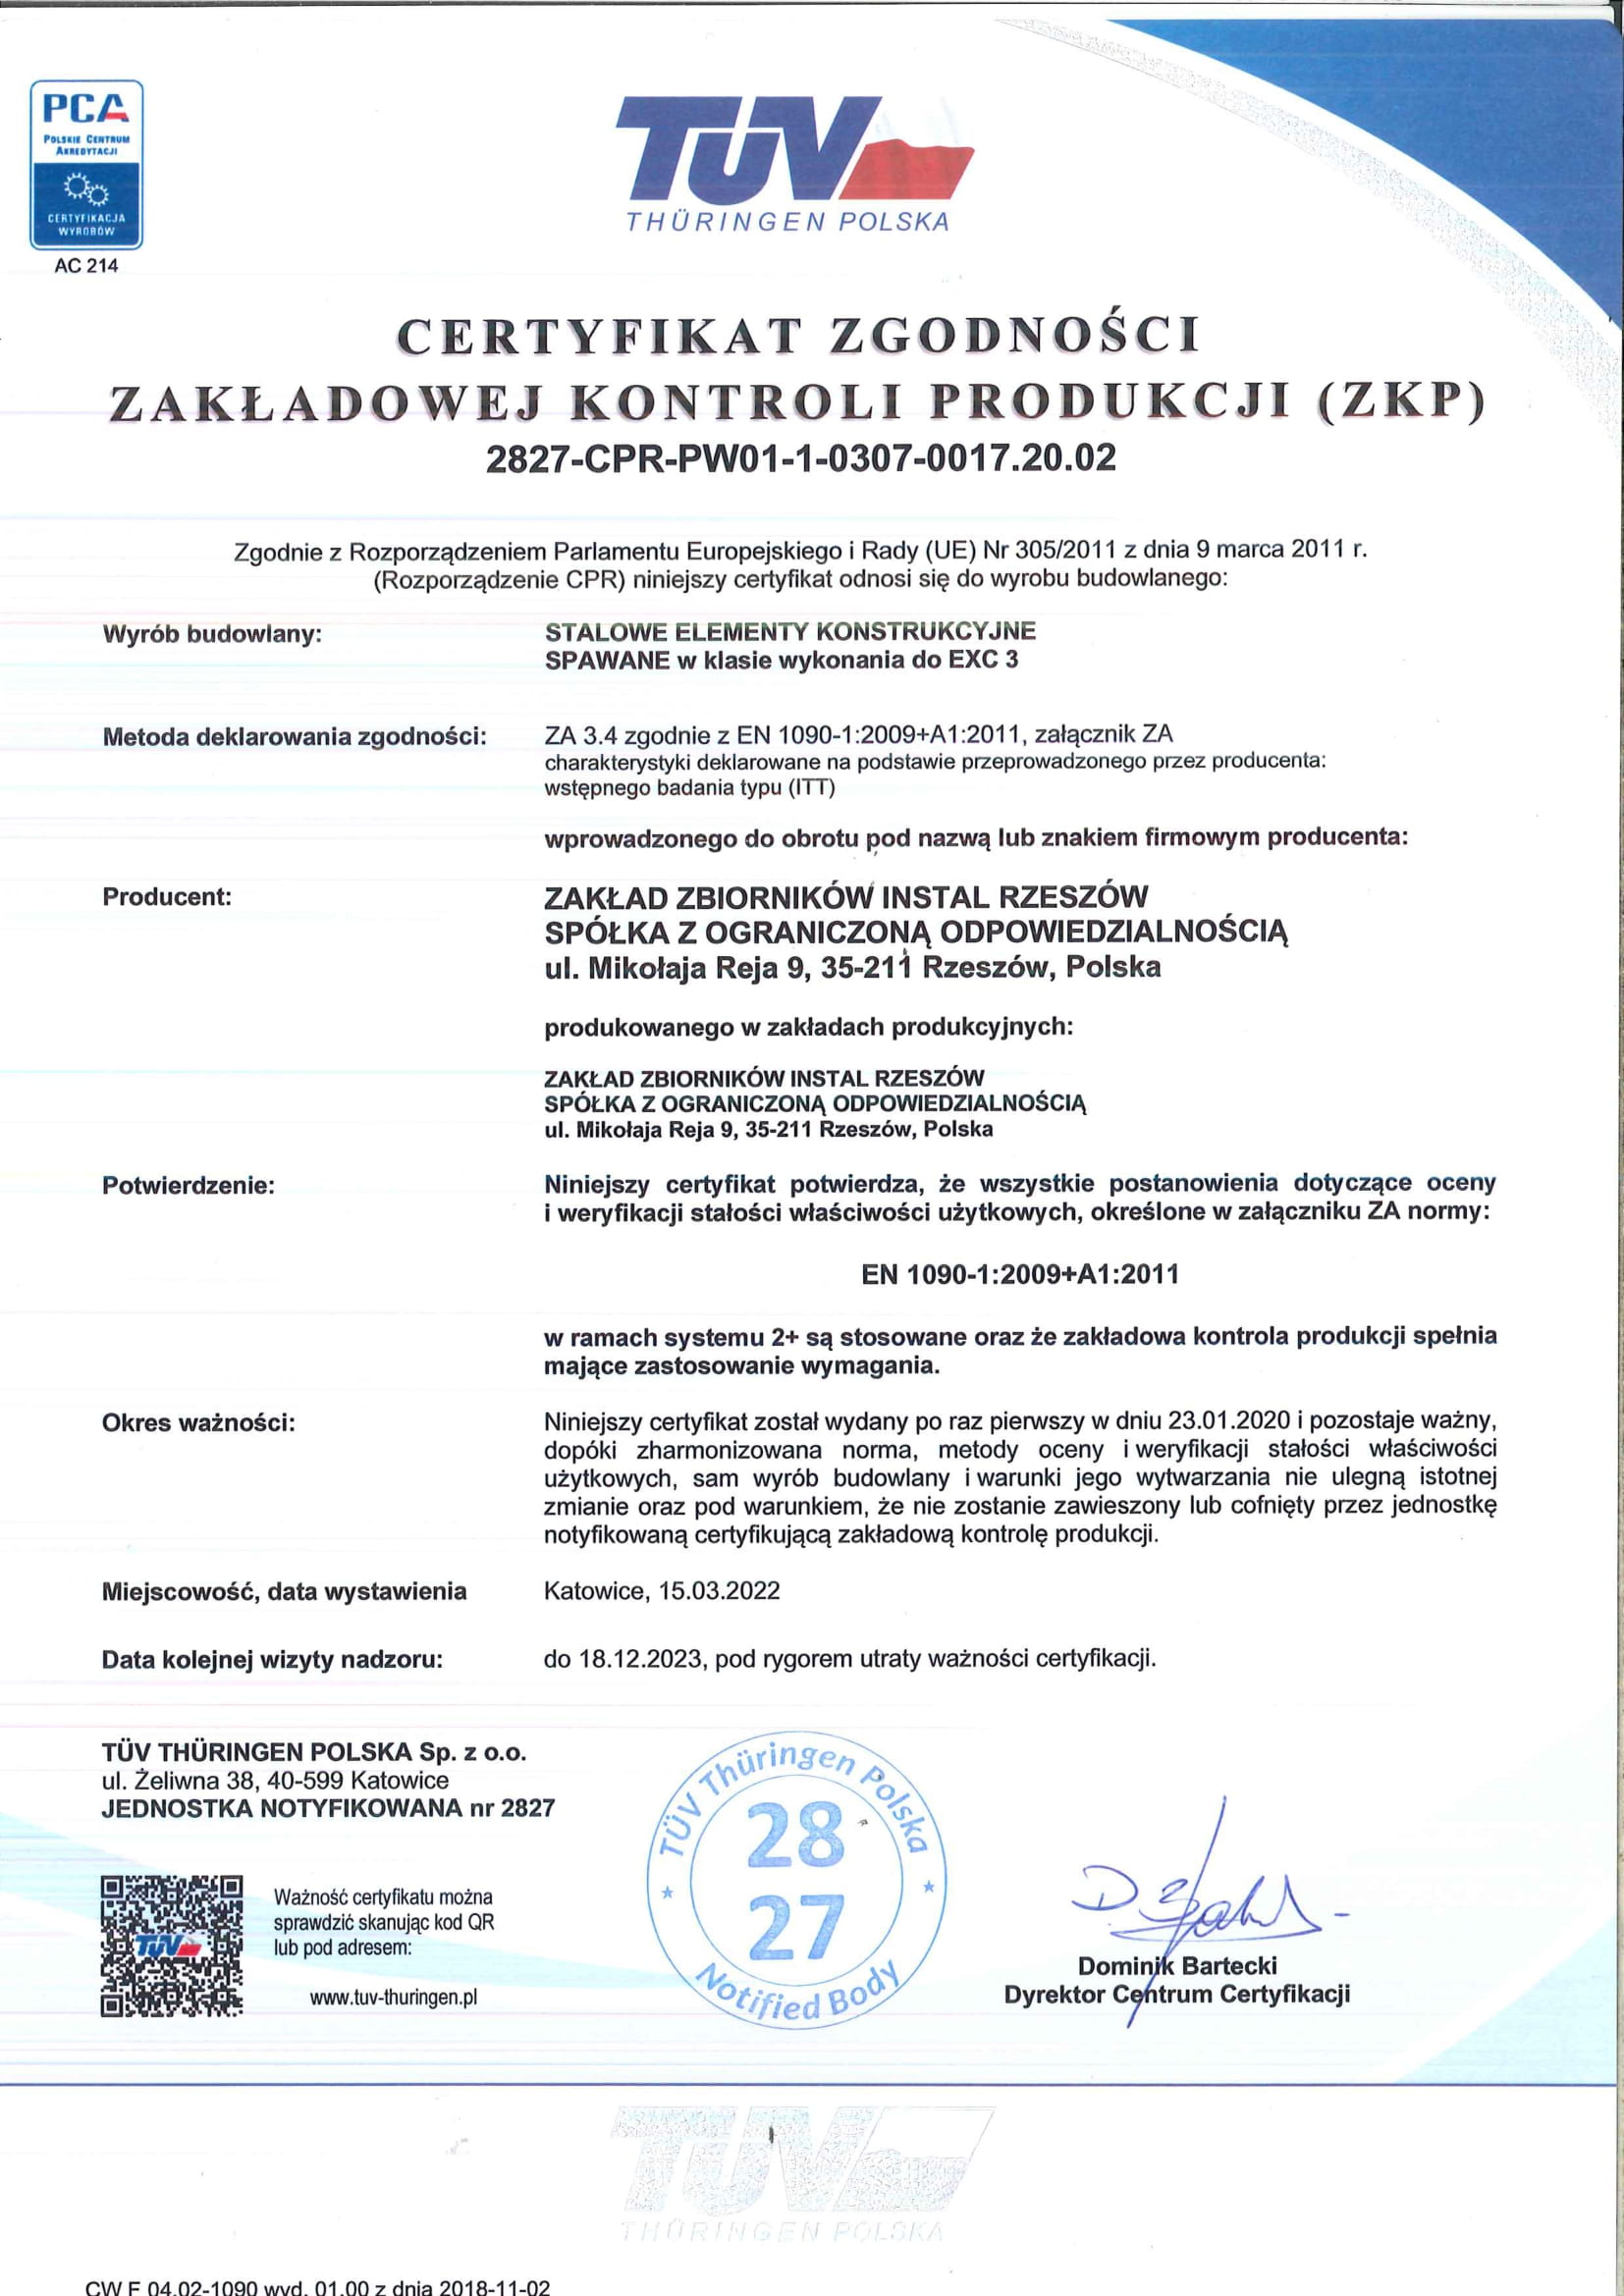 PCA
POLSKIE CENTRUM
AKREDYTACJI
CERTYFIKACJA
WYROBÓW
AC 214
TÜV
THÜRINGEN POLSKA
CERTYFIKAT ZGODNOŚCI
ZAKŁADOWEJ KONTROLI PRODUKCJI (ZKP)
2827-CPR-PW01-1-0307-0017.20.02
Zgodnie z Rozporządzeniem Parlamentu Europejskiego i Rady (UE) Nr 305/2011 z dnia 9 marca 2011 r.
(Rozporządzenie CPR) niniejszy certyfikat odnosi się do wyrobu budowlanego:
Wyrób budowlany:
STALOWE ELEMENTY KONSTRUKCYJNE
SPAWANE w klasie wykonania do EXC 3
Metoda deklarowania zgodności:
ZA 3.4 zgodnie z EN 1090-1:2009+A1:2011, załącznik ZA
charakterystyki deklarowane na podstawie przeprowadzonego przez producenta:
wstępnego badania typu (ITT)
wprowadzonego do obrotu pod nazwą lub znakiem firmowym producenta:
Producent:
ZAKŁAD ZBIORNIKÓW INSTAL RZESZÓW
SPÓŁKA Z OGRANICZONĄ ODPOWIEDZIALNOŚCIĄ
ul. Mikołaja Reja 9, 35-211 Rzeszów, Polska
produkowanego w zakładach produkcyjnych:
ZAKŁAD ZBIORNIKÓW INSTAL RZESZÓW
SPÓŁKA Z OGRANICZONĄ ODPOWIEDZIALNOŚCIĄ
ul. Mikołaja Reja 9, 35-211 Rzeszów, Polska
Potwierdzenie:
Niniejszy certyfikat potwierdza, że wszystkie postanowienia dotyczące oceny
i weryfikacji stałości właściwości użytkowych, określone w załączniku ZA normy:
EN 1090-1:2009+A1:2011
w ramach systemu 2+ są stosowane oraz że zakładowa kontrola produkcji spełnia
mające zastosowanie wymagania.
Okres ważności:
Niniejszy certyfikat został wydany po raz pierwszy w dniu 23.01.2020 i pozostaje ważny,
dopóki zharmonizowana norma, metody oceny i weryfikacji stałości właściwości
użytkowych, sam wyrób budowlany i warunki jego wytwarzania nie ulegną istotnej
zmianie oraz pod warunkiem, że nie zostanie zawieszony lub cofnięty przez jednostkę
notyfikowaną certyfikującą zakładową kontrolę produkcji.
Miejscowość, data wystawienia
Katowice, 15.03.2022
Data kolejnej wizyty nadzoru:
do 18.12.2023, pod rygorem utraty ważności certyfikacji.
TÜV THÜRINGEN POLSKA Sp. z o.o.
ul. Żeliwna 38, 40-599 Katowice
JEDNOSTKA NOTYFIKOWANA nr 2827
TÜV
Ważność certyfikatu można
sprawdzić skanując kod QR
lub pod adresem:
www.tuv-thuringen.pl
TÜV Thüringen Polska
28
27
Notified Body
Dominik Bartecki
Dyrektor Centrum Certyfikacji
TÜV
THÜRINGEN POLSKA
CW F 04.02-1090 wyd. 01.00 z dnia 2018-11-02